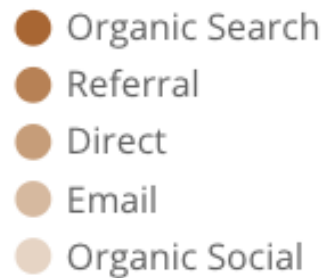 Organic Search
Referral
Direct
Email
Organic Social